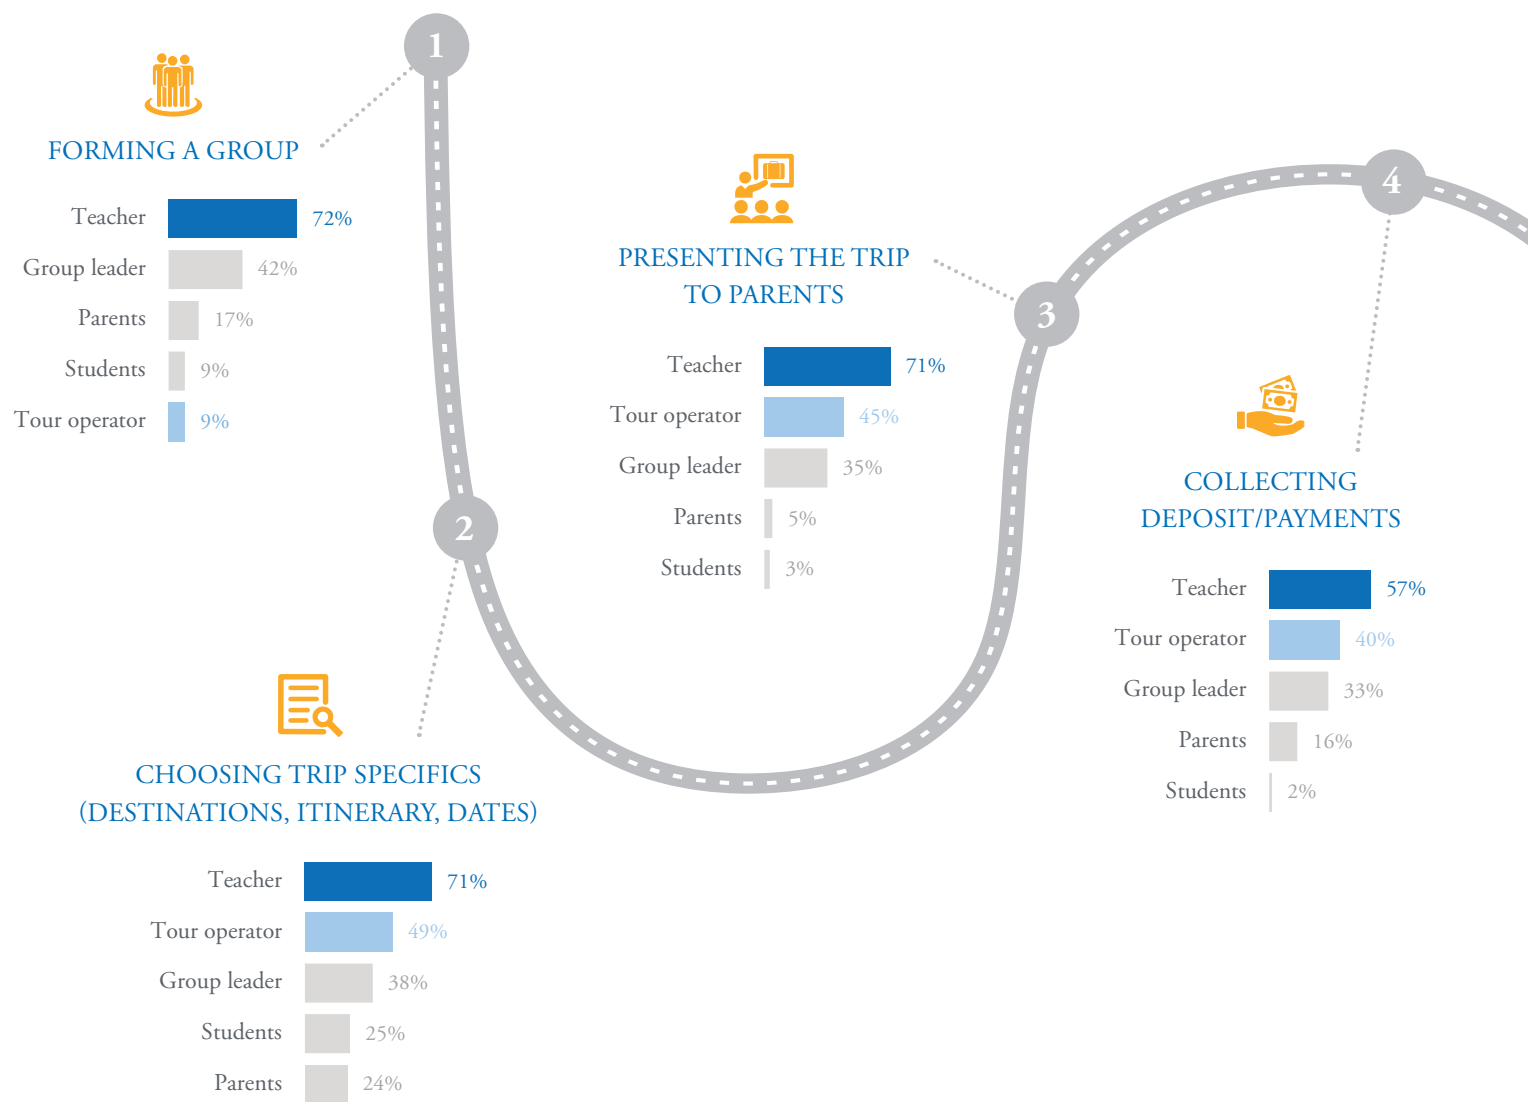 1
FORMING A GROUP
Teacher 72%
Group leader 42%
Parents 17%
Students 9%
Tour operator 9%
2
CHOOSING TRIP SPECIFICS
(DESTINATIONS, ITINERARY, DATES)
Teacher 71%
Tour operator 49%
Group leader 38%
Students 25%
Parents 24%
3
PRESENTING THE TRIP
TO PARENTS
Teacher 71%
Tour operator 45%
Group leader 35%
Parents 5%
Students 3%
4
COLLECTING
DEPOSIT/PAYMENTS
Teacher 57%
Tour operator 40%
Group leader 33%
Parents 16%
Students 2%